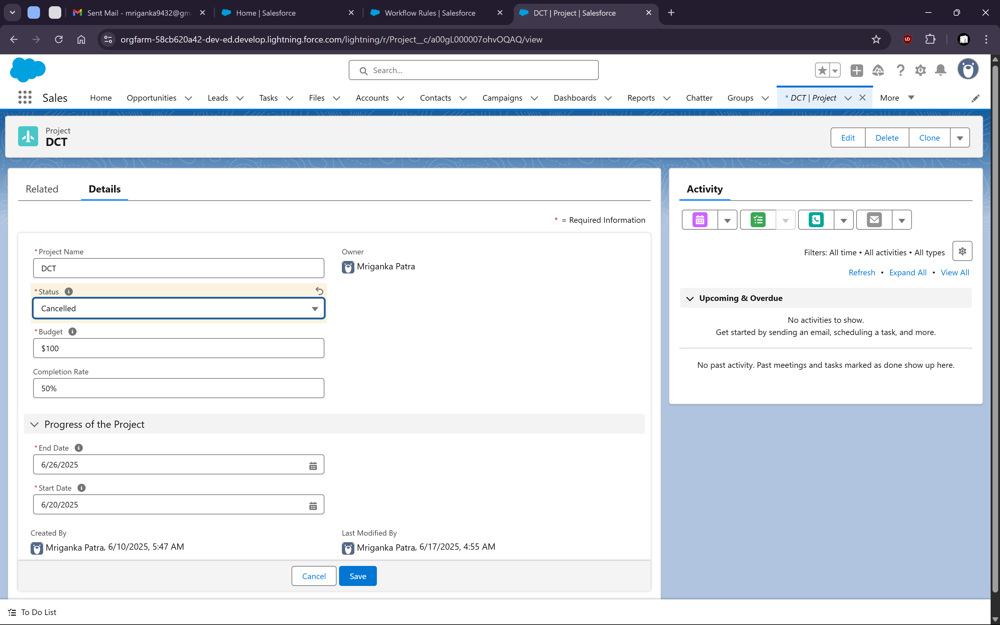 Sent Mail - mriganka9432@gm
Home | Salesforce
Workflow Rules | Salesforce
DCT | Project | Salesforce
orgfarm-58cb620a42-dev-ed.develop.lightning.force.com/lightning/r/Project__c/a00gL000007ohvOQAQ/view
Search...
Sales
Home
Opportunities
Leads
Tasks
Files
Accounts
Contacts
Campaigns
Dashboards
Reports
Chatter
Groups
* DCT | Project
More
Project
DCT
Edit
Delete
Clone
Related
Details
* = Required Information
*Project Name
DCT
Owner
Mriganka Patra
*Status
Cancelled
*Budget
$100
Completion Rate
50%
Progress of the Project
*End Date
6/26/2025
*Start Date
6/20/2025
Created By
Mriganka Patra, 6/10/2025, 5:47 AM
Last Modified By
Mriganka Patra, 6/17/2025, 4:55 AM
Cancel
Save
Activity
Filters: All time • All activities • All types
Refresh • Expand All • View All
Upcoming & Overdue
No activities to show.
Get started by sending an email, scheduling a task, and more.
No past activity. Past meetings and tasks marked as done show up here.
To Do List